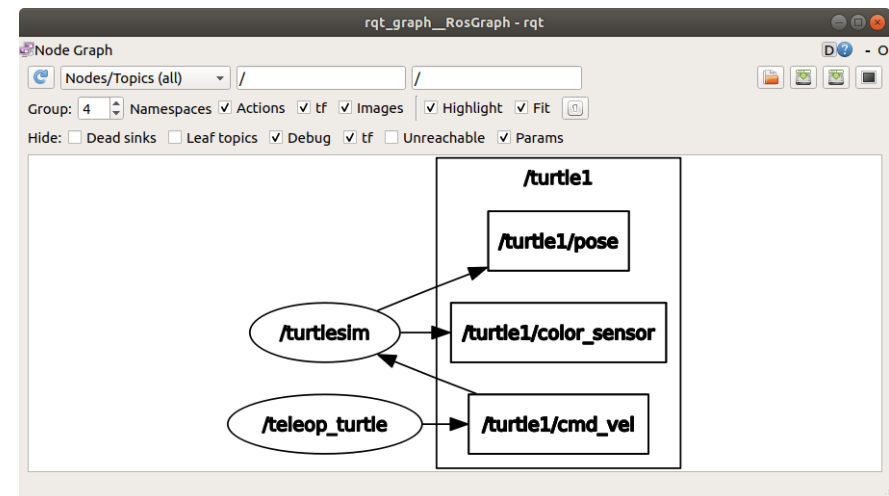 rqt_graph__RosGraph - rqt
Node Graph D ? - O
Nodes/Topics (all) / /
Group: 4 Namespaces Actions tf Images Highlight Fit
Hide: Dead sinks Leaf topics Debug tf Unreachable Params
/turtle1
/turtle1/pose
/turtlesim /turtle1/color_sensor
/teleop_turtle /turtle1/cmd_vel